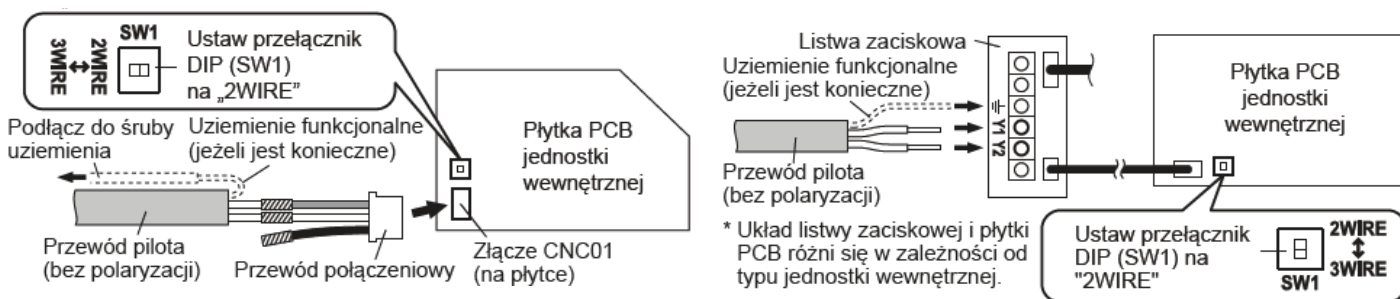 SW1
3WIRE
2WIRE
Ustaw przełącznik
DIP (SW1)
na „2WIRE”
Podłącz do śruby
uziemienia
Uziemienie funkcjonalne
(jeżeli jest konieczne)
Płytka PCB
jednostki
wewnętrznej
Przewód pilota
(bez polaryzacji)
Przewód połączeniowy
Złącze CNC01
(na płytce)
Listwa zaciskowa
Uziemienie funkcjonalne
(jeżeli jest konieczne)
Y1
Y2
Przewód pilota
(bez polaryzacji)
Płytka PCB
jednostki
wewnętrznej
* Układ listwy zaciskowej i płytki
PCB różni się w zależności od
typu jednostki wewnętrznej.
Ustaw przełącznik
DIP (SW1) na
"2WIRE"
2WIRE
3WIRE
SW1